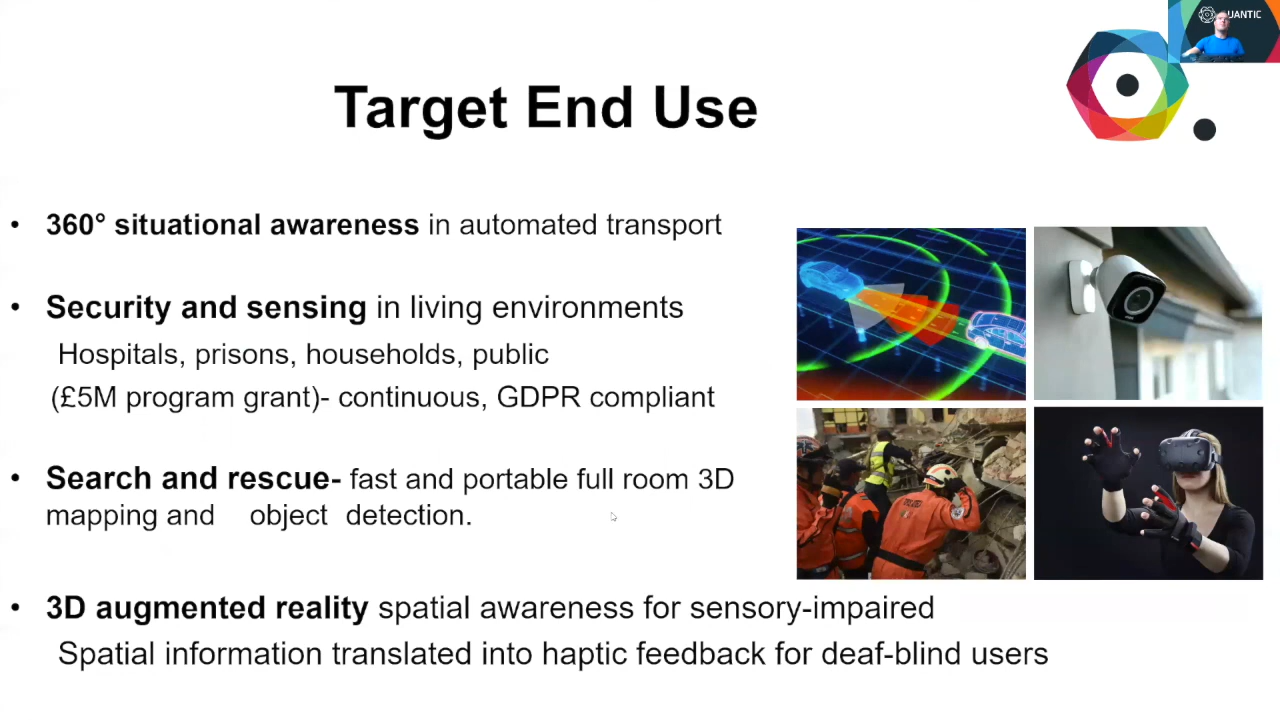 UANTIC
Target End Use
• 360° situational awareness in automated transport
• Security and sensing in living environments
Hospitals, prisons, households, public
(£5M program grant)- continuous, GDPR compliant
• Search and rescue- fast and portable full room 3D
mapping and object detection.
• 3D augmented reality spatial awareness for sensory-impaired
Spatial information translated into haptic feedback for deaf-blind users